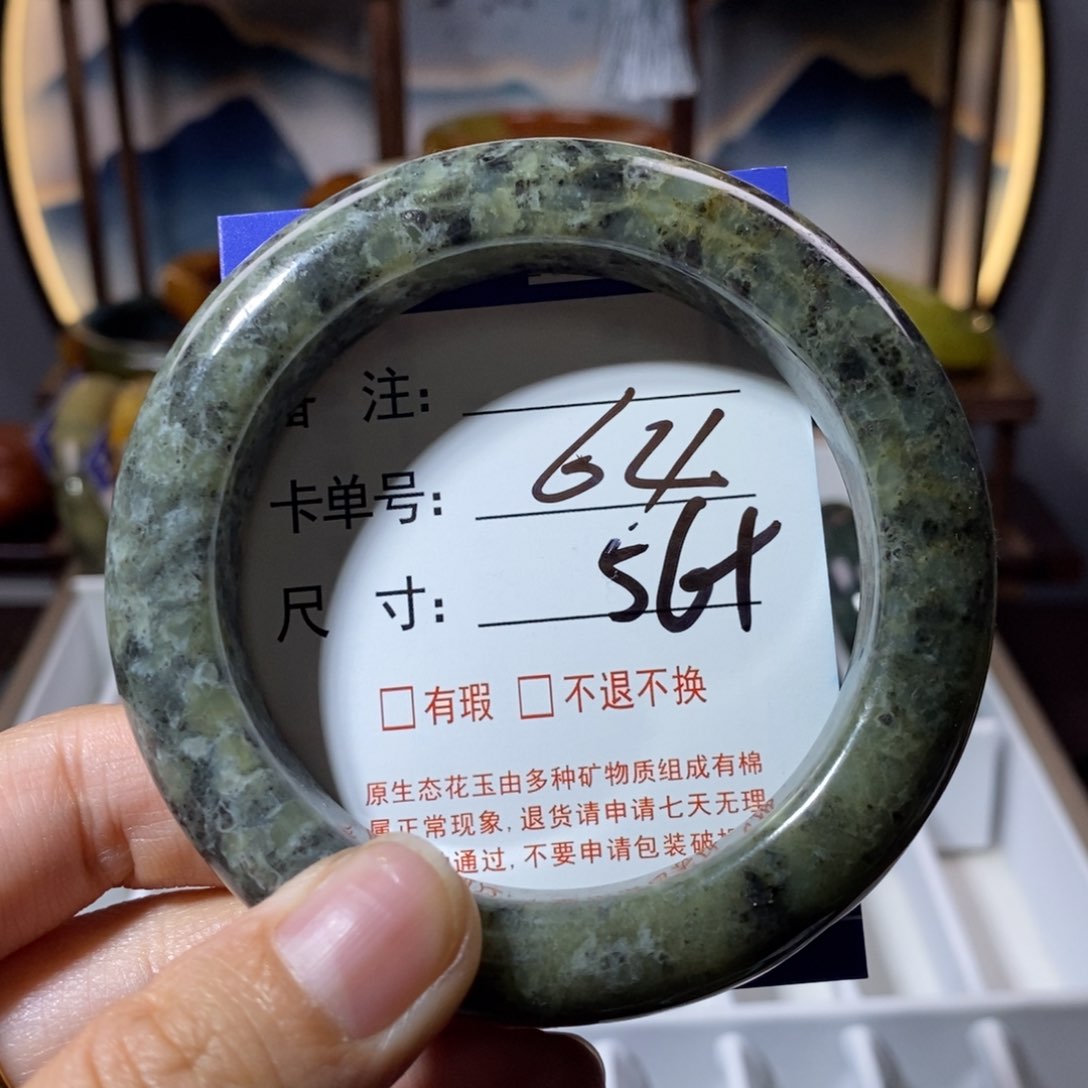 注:
卡单号: 64
尺 寸: 56+
□有瑕 □不退不换
原生态花玉由多种矿物质组成有棉
属正常现象,退货请申请七天无理
通过,不要申请包装破